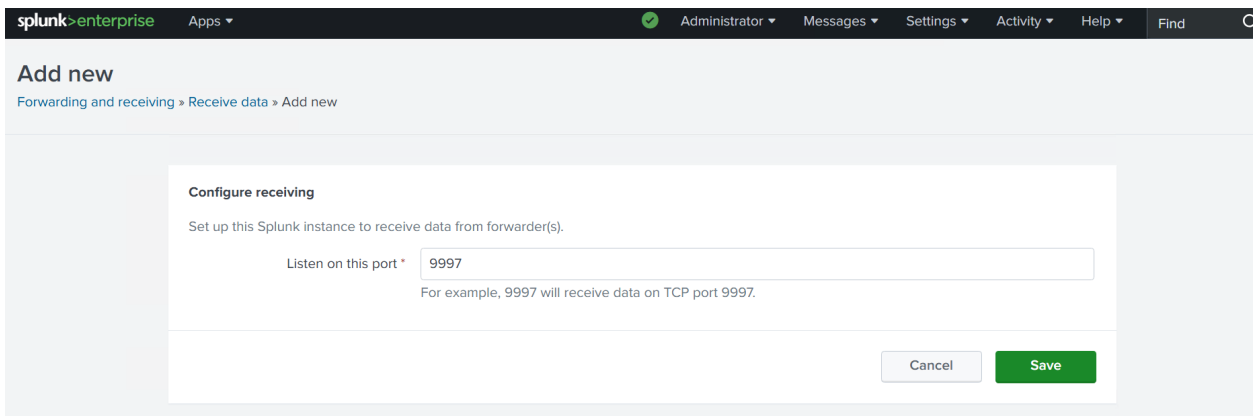 splunk>enterprise Apps ▾ Administrator ▾ Messages ▾ Settings ▾ Activity ▾ Help ▾ Find
Add new
Forwarding and receiving » Receive data » Add new
Configure receiving
Set up this Splunk instance to receive data from forwarder(s).
Listen on this port * 9997
For example, 9997 will receive data on TCP port 9997.
Cancel Save